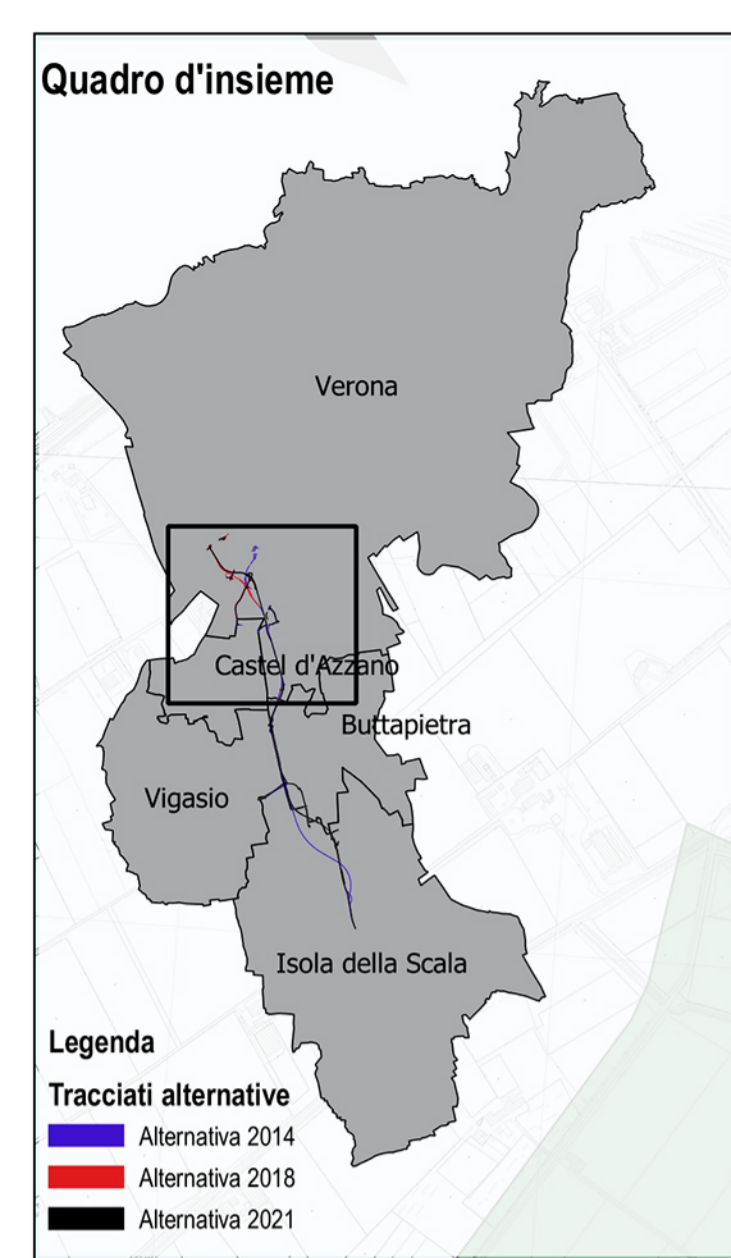 Quadro d'insieme
Verona
Castel d'Azzano
Buttapietra
Vigasio
Isola della Scala
Legenda
Tracciati alternative
Alternativa 2014
Alternativa 2018
Alternativa 2021